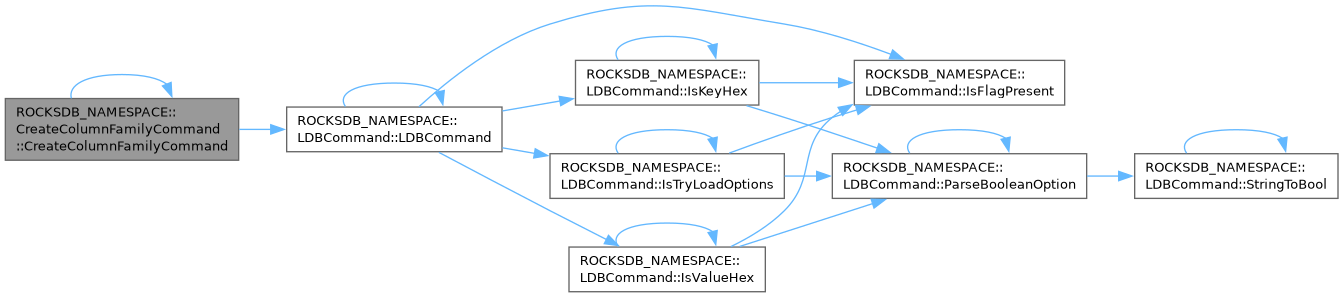 ROCKSDB_NAMESPACE::
CreateColumnFamilyCommand
::CreateColumnFamilyCommand
ROCKSDB_NAMESPACE::
LDBCommand::LDBCommand
ROCKSDB_NAMESPACE::
LDBCommand::IsKeyHex
ROCKSDB_NAMESPACE::
LDBCommand::IsFlagPresent
ROCKSDB_NAMESPACE::
LDBCommand::IsTryLoadOptions
ROCKSDB_NAMESPACE::
LDBCommand::ParseBooleanOption
ROCKSDB_NAMESPACE::
LDBCommand::StringToBool
ROCKSDB_NAMESPACE::
LDBCommand::IsValueHex